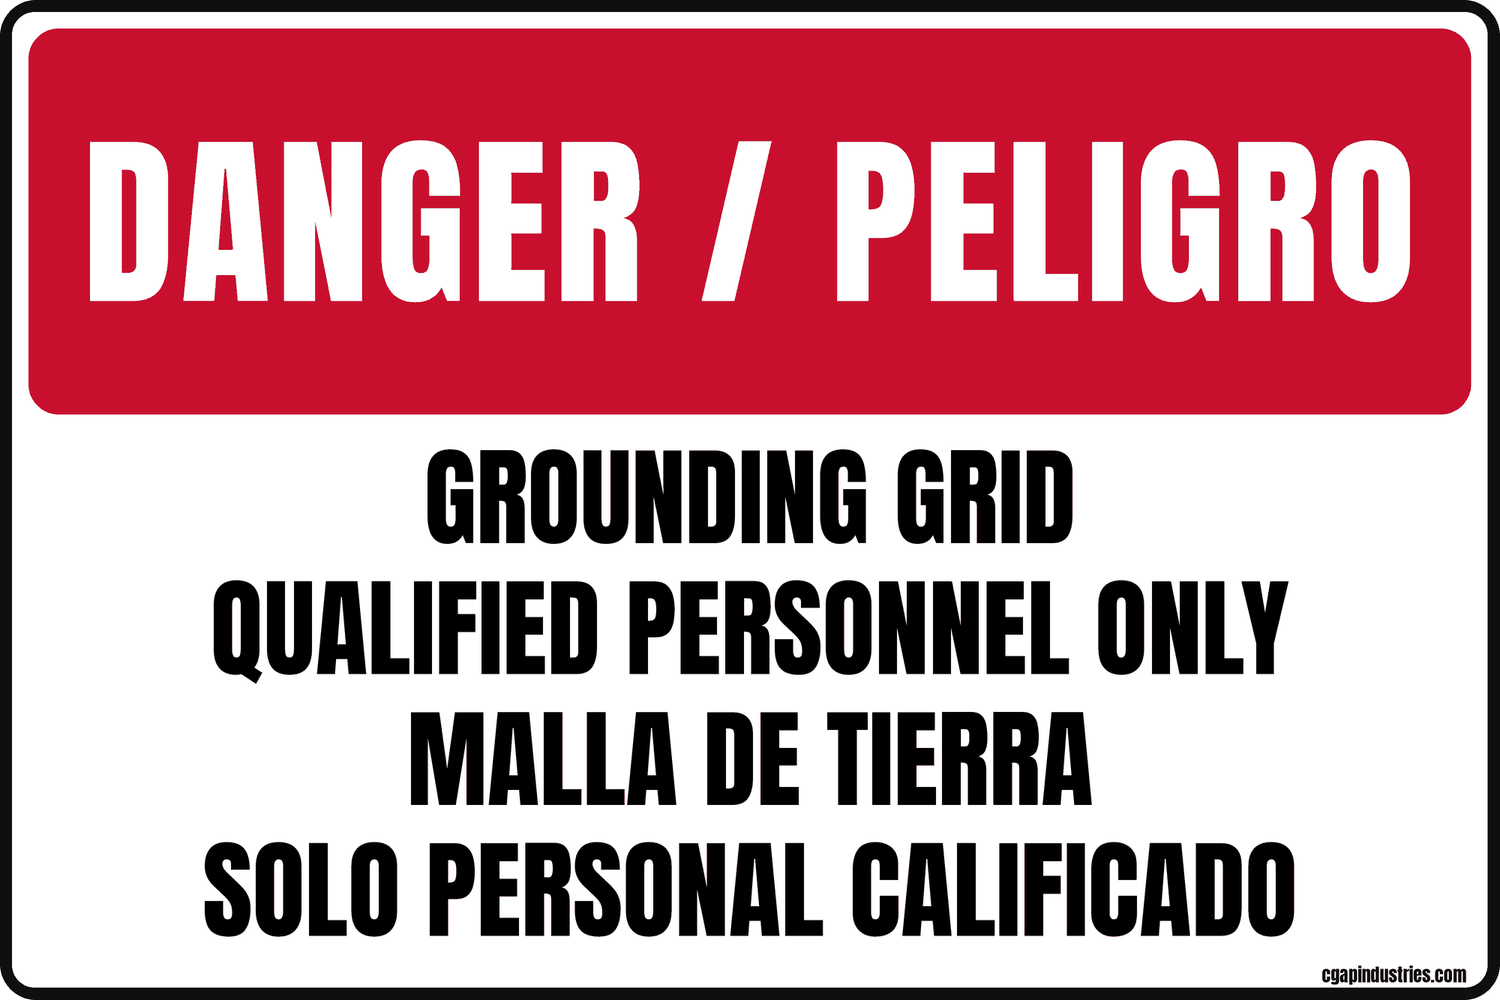 DANGER / PELIGRO
GROUNDING GRID
QUALIFIED PERSONNEL ONLY
MALLA DE TIERRA
SOLO PERSONAL CALIFICADO
cgapindustries.com